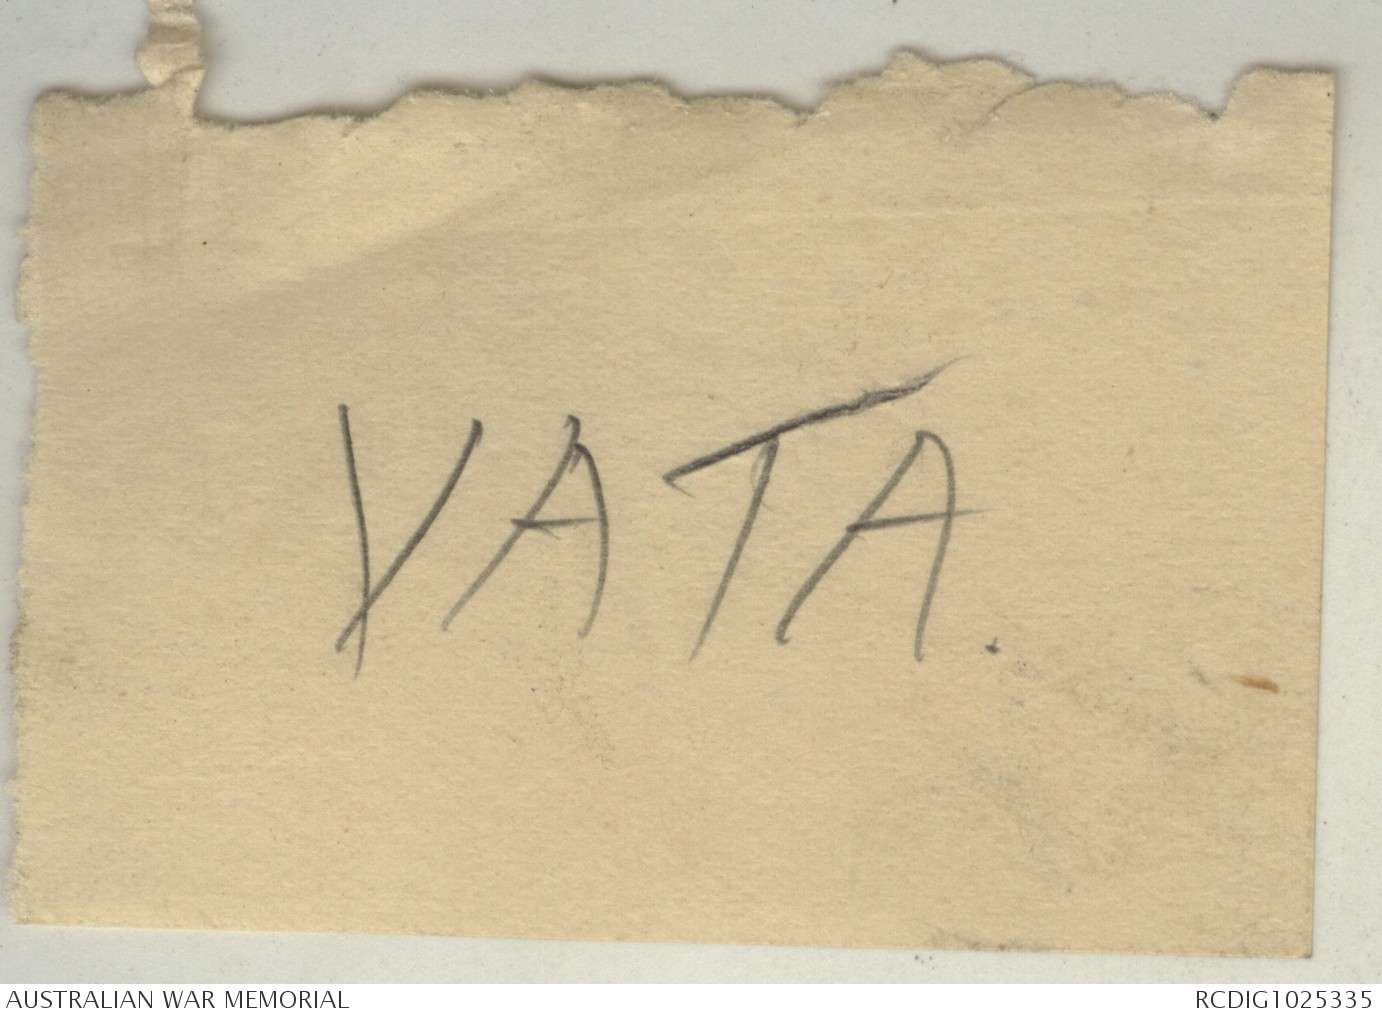 VATA.
AUSTRALIAN WAR MEMORIAL
RCDIG1025335